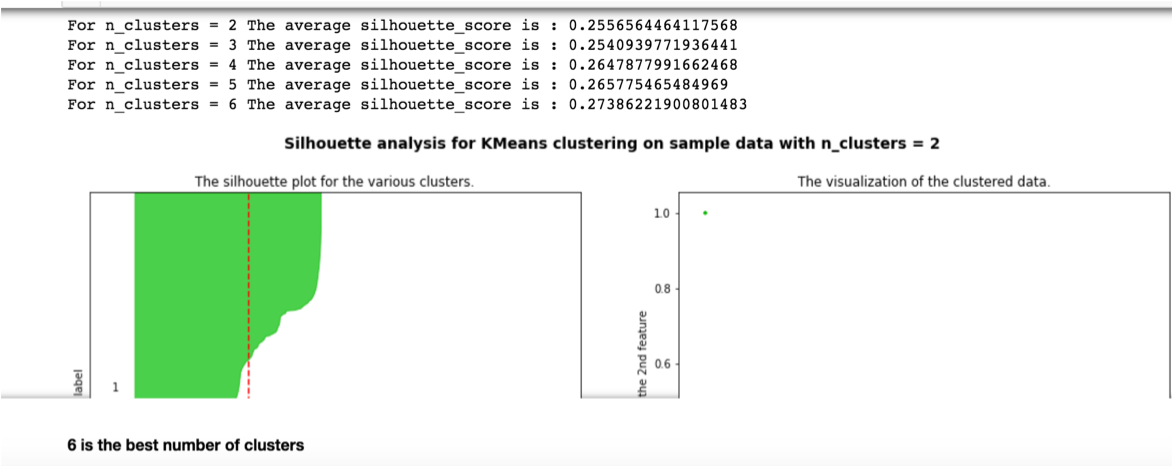 For n_clusters = 2 The average silhouette_score is : 0.2556564464117568
For n_clusters = 3 The average silhouette_score is : 0.2540939771936441
For n_clusters = 4 The average silhouette_score is : 0.2647877991662468
For n_clusters = 5 The average silhouette_score is : 0.265775465484969
For n_clusters = 6 The average silhouette_score is : 0.27386221900801483
Silhouette analysis for KMeans clustering on sample data with n_clusters = 2
The silhouette plot for the various clusters.
label
1
The visualization of the clustered data.
the 2nd feature
1.0
0.8
0.6
6 is the best number of clusters